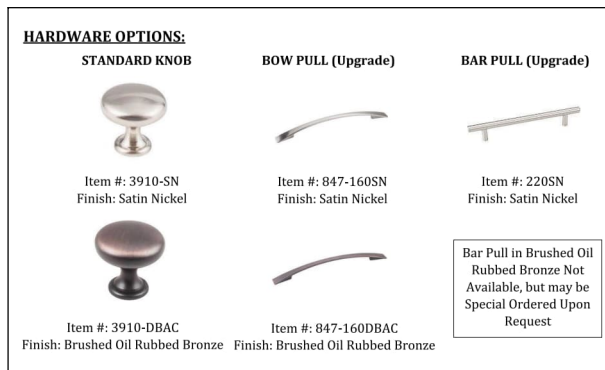 HARDWARE OPTIONS:
STANDARD KNOB
BOW PULL (Upgrade)
BAR PULL (Upgrade)
Item #: 3910-SN
Finish: Satin Nickel
Item #: 847-160SN
Finish: Satin Nickel
Item #: 220SN
Finish: Satin Nickel
Item #: 3910-DBAC
Finish: Brushed Oil Rubbed Bronze
Item #: 847-160DBAC
Finish: Brushed Oil Rubbed Bronze
Bar Pull in Brushed Oil
Rubbed Bronze Not
Available, but may be
Special Ordered Upon
Request